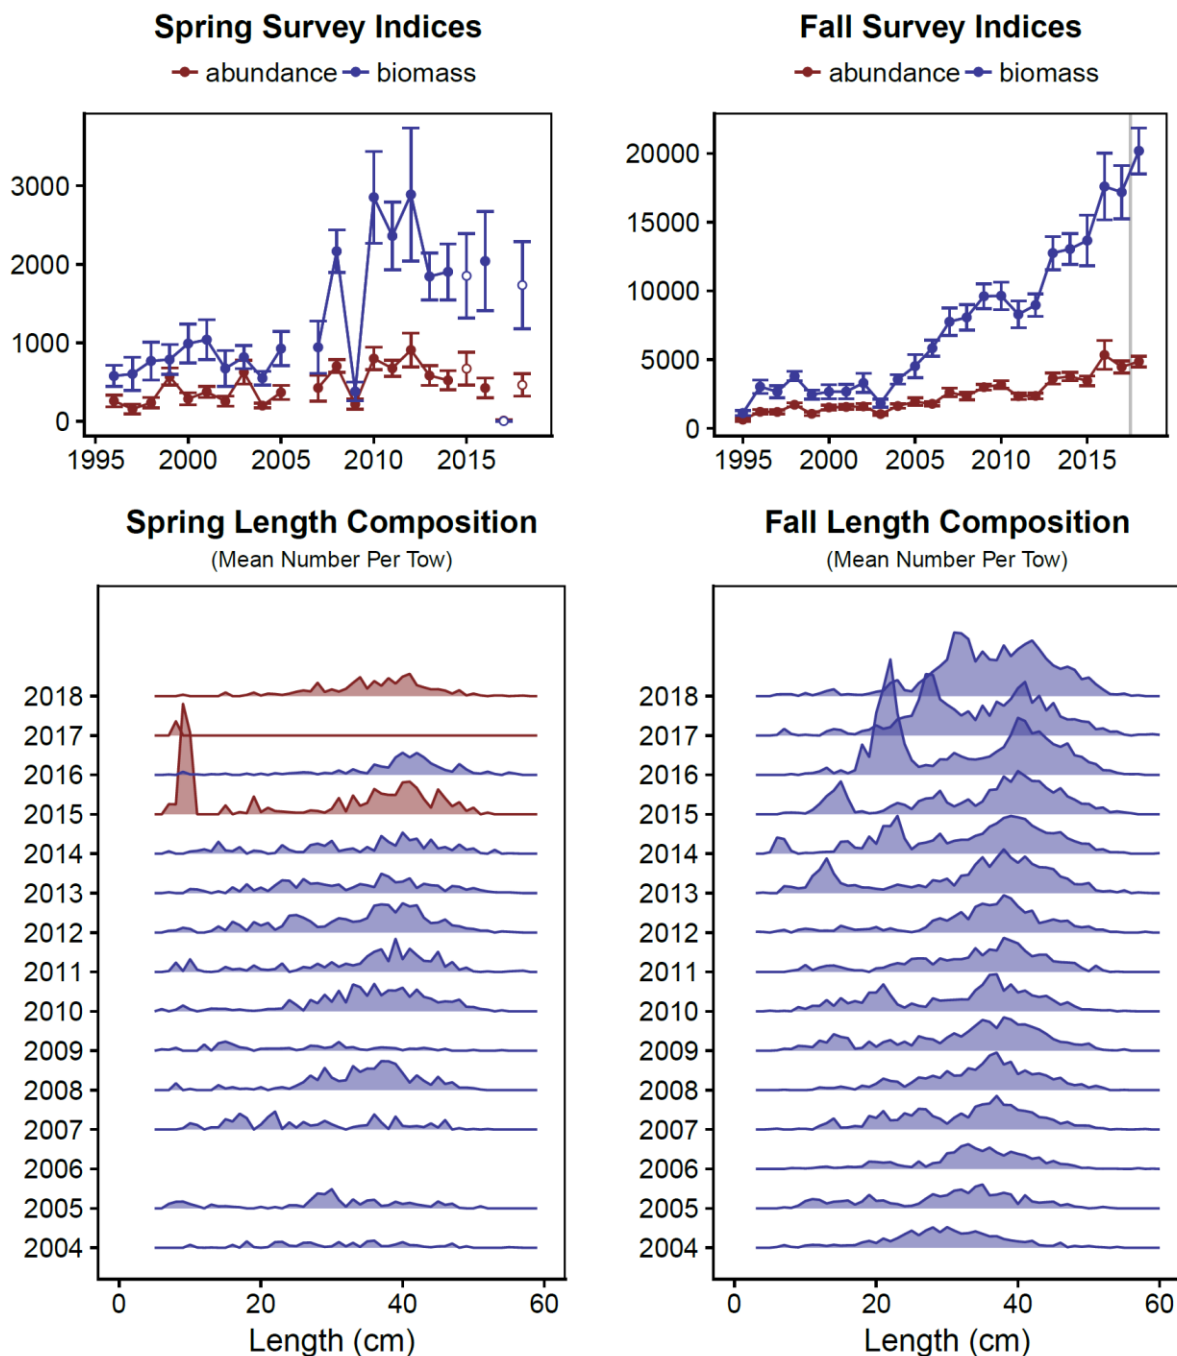 Spring Survey Indices
abundance biomass
3000
2000
1000
0
1995 2000 2005 2010 2015
Fall Survey Indices
abundance biomass
20000
15000
10000
5000
0
1995 2000 2005 2010 2015
Spring Length Composition
(Mean Number Per Tow)
2018
2017
2016
2015
2014
2013
2012
2011
2010
2009
2008
2007
2006
2005
2004
0 20 40 60
Length (cm)
Fall Length Composition
(Mean Number Per Tow)
2018
2017
2016
2015
2014
2013
2012
2011
2010
2009
2008
2007
2006
2005
2004
0 20 40 60
Length (cm)